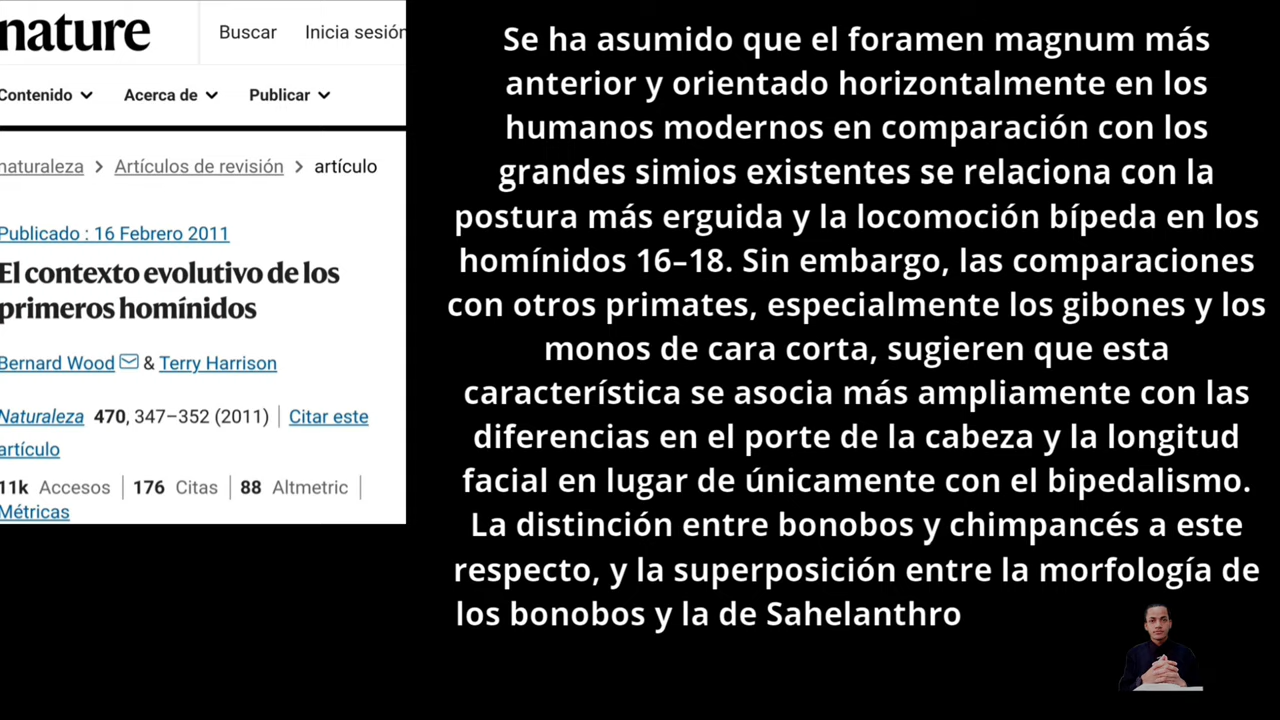 nature
Buscar Inicia sesión
Contenido Acerca de Publicar
naturaleza > Artículos de revisión > artículo
Publicado : 16 Febrero 2011
El contexto evolutivo de los
primeros homínidos
Bernard Wood & Terry Harrison
Naturaleza 470, 347–352 (2011) | Citar este
artículo
11k Accesos | 176 Citas | 88 Altmetric |
Métricas
Se ha asumido que el foramen magnum más
anterior y orientado horizontalmente en los
humanos modernos en comparación con los
grandes simios existentes se relaciona con la
postura más erguida y la locomoción bípeda en los
homínidos 16–18. Sin embargo, las comparaciones
con otros primates, especialmente los gibones y los
monos de cara corta, sugieren que esta
característica se asocia más ampliamente con las
diferencias en el porte de la cabeza y la longitud
facial en lugar de únicamente con el bipedalismo.
La distinción entre bonobos y chimpancés a este
respecto, y la superposición entre la morfología de
los bonobos y la de Sahelanthro